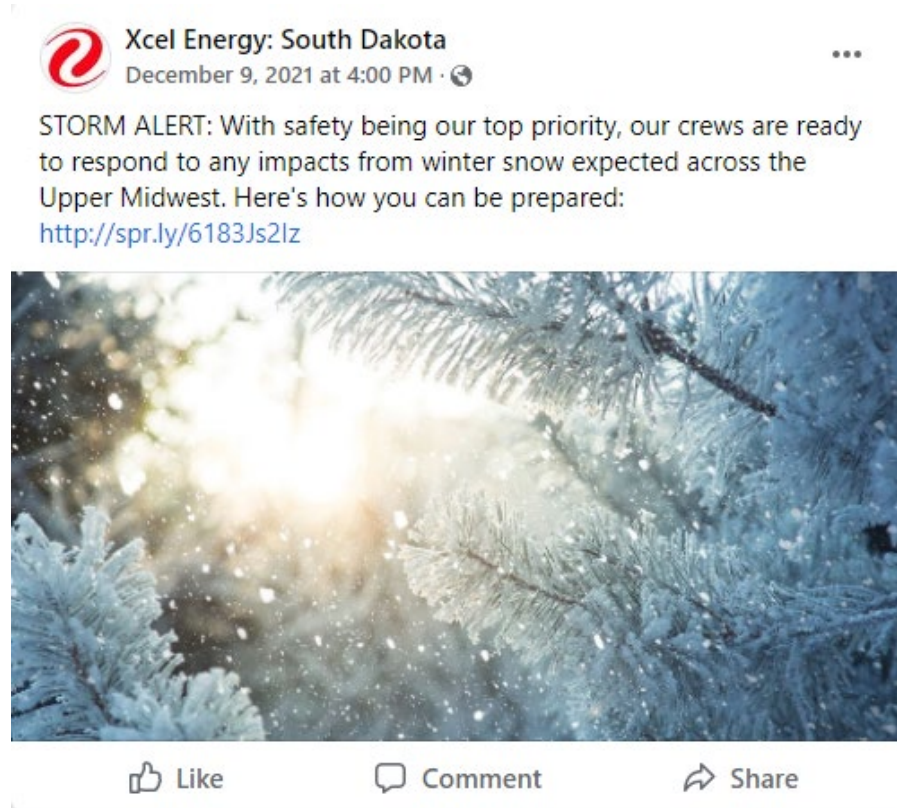 Xcel Energy: South Dakota
December 9, 2021 at 4:00 PM ·
STORM ALERT: With safety being our top priority, our crews are ready
to respond to any impacts from winter snow expected across the
Upper Midwest. Here's how you can be prepared:
http://spr.ly/6183Js2lz
Like Comment Share